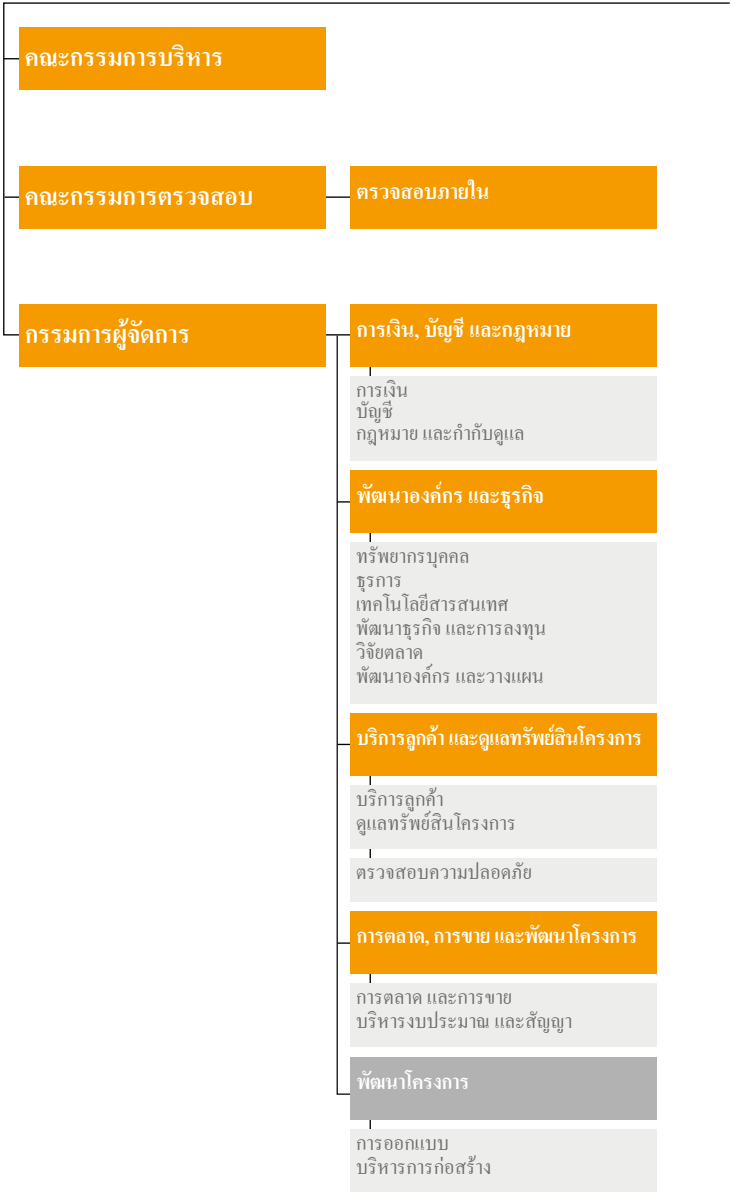 คณะกรรมการบริหาร
คณะกรรมการตรวจสอบ
ตรวจสอบภายใน
กรรมการผู้จัดการ
การเงิน, บัญชี และกฎหมาย
การเงิน
บัญชี
กฎหมาย และกำกับดูแล
พัฒนาองค์กร และธุรกิจ
ทรัพยากรบุคคล
ธุรการ
เทคโนโลยีสารสนเทศ
พัฒนาธุรกิจ และการลงทุน
วิจัยตลาด
พัฒนาองค์กร และวางแผน
บริการลูกค้า และดูแลทรัพย์สินโครงการ
บริการลูกค้า
ดูแลทรัพย์สินโครงการ
ตรวจสอบความปลอดภัย
การตลาด, การขาย และพัฒนาโครงการ
การตลาด และการขาย
บริหารงบประมาณ และสัญญา
พัฒนาโครงการ
การออกแบบ
บริหารการก่อสร้าง